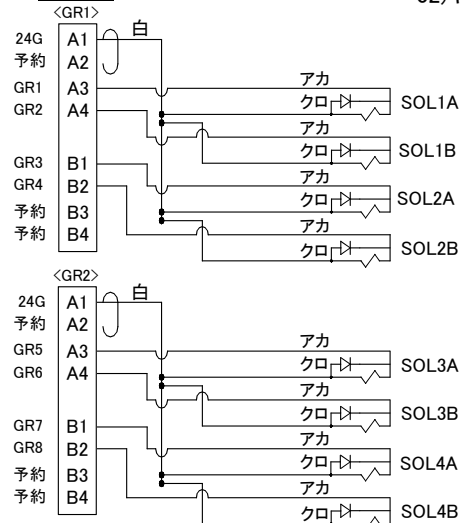 <GR1>
24G A1 白
予約 A2
GR1 A3 アカ
クロ SOL1A
GR2 A4 アカ
クロ SOL1B
GR3 B1 アカ
クロ SOL2A
GR4 B2
予約 B3 アカ
予約 B4 クロ SOL2B
<GR2>
24G A1 白
予約 A2
GR5 A3 アカ
クロ SOL3A
GR6 A4 アカ
クロ SOL3B
GR7 B1 アカ
クロ SOL4A
GR8 B2
予約 B3 アカ
予約 B4 クロ SOL4B